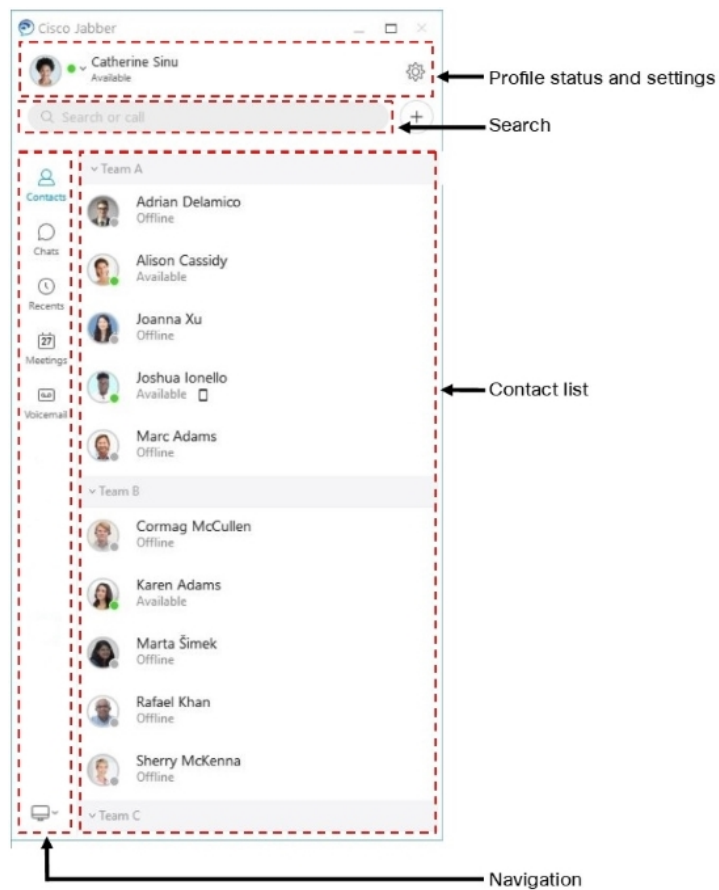 Cisco Jabber
Catherine Sinu
Available
Profile status and settings
Search or call
Search
Contacts
Chats
Recents
27
Meetings
Voicemail
Team A
Adrian Delamico
Offline
Alison Cassidy
Available
Joanna Xu
Offline
Joshua Ionello
Available
Contact list
Marc Adams
Offline
Team B
Cormag McCullen
Offline
Karen Adams
Available
Marta Šimek
Offline
Rafael Khan
Offline
Sherry McKenna
Offline
Team C
Navigation